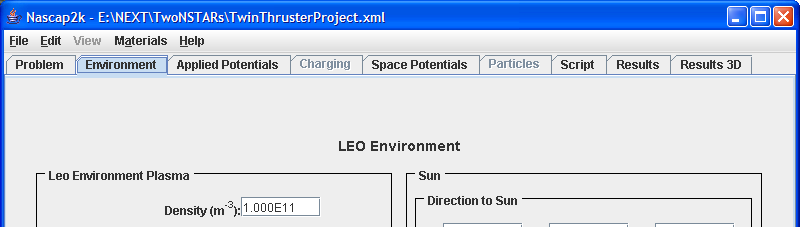 Nascap2k - E:\NEXT\TwoNSTARs\TwinThrusterProject.xml
File Edit View Materials Help
Problem Environment Applied Potentials Charging Space Potentials Particles Script Results Results 3D
LEO Environment
Leo Environment Plasma
Density (m-3): 1.000E11
Sun
Direction to Sun